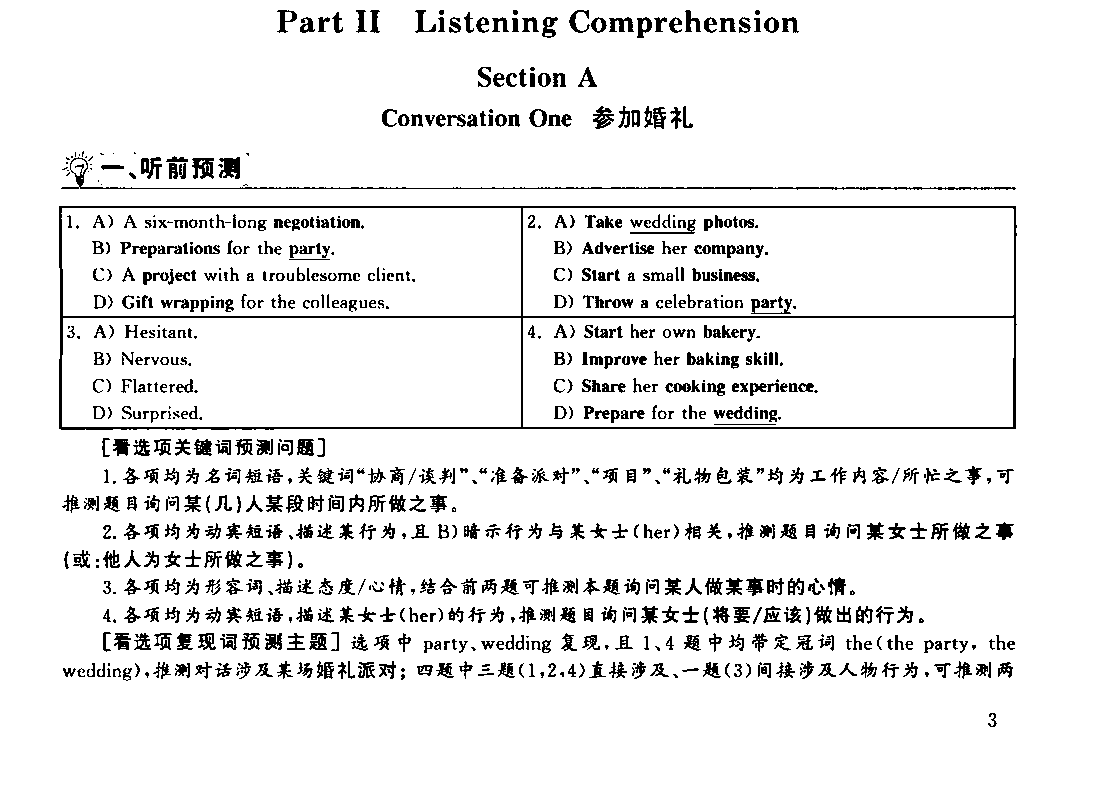 Part II Listening Comprehension
Section A
Conversation One 参加婚礼
一、听前预测
1. A) A six-month-long negotiation.
B) Preparations for the party.
C) A project with a troublesome client.
D) Gift wrapping for the colleagues.
2. A) Take wedding photos.
B) Advertise her company.
C) Start a small business.
D) Throw a celebration party.
3. A) Hesitant.
B) Nervous.
C) Flattered.
D) Surprised.
4. A) Start her own bakery.
B) Improve her baking skill.
C) Share her cooking experience.
D) Prepare for the wedding.
[看选项关键词预测问题]
1.各项均为名词短语,关键词“协商/谈判”、“准备派对”、“项目”、“礼物包装”均为工作内容/所忙之事,可
推测题目询问某(几)人某段时间内所做之事。
2.各项均为动宾短语、描述某行为,且 B)暗示行为与某女士(her)相关,推测题目询问某女士所做之事
(或:他人为女士所做之事)。
3.各项均为形容词、描述态度/心情,结合前两题可推测本题询问某人做某事时的心情。
4.各项均为动宾短语,描述某女士(her)的行为,推测题目询问某女士(将要/应该)做出的行为。
[看选项复现词预测主题] 选项中 party、wedding 复现,且 1、4 题中均带定冠词 the(the party, the
wedding),推测对话涉及某场婚礼派对; 四题中三题(1,2,4)直接涉及、一题(3)间接涉及人物行为,可推测两
3